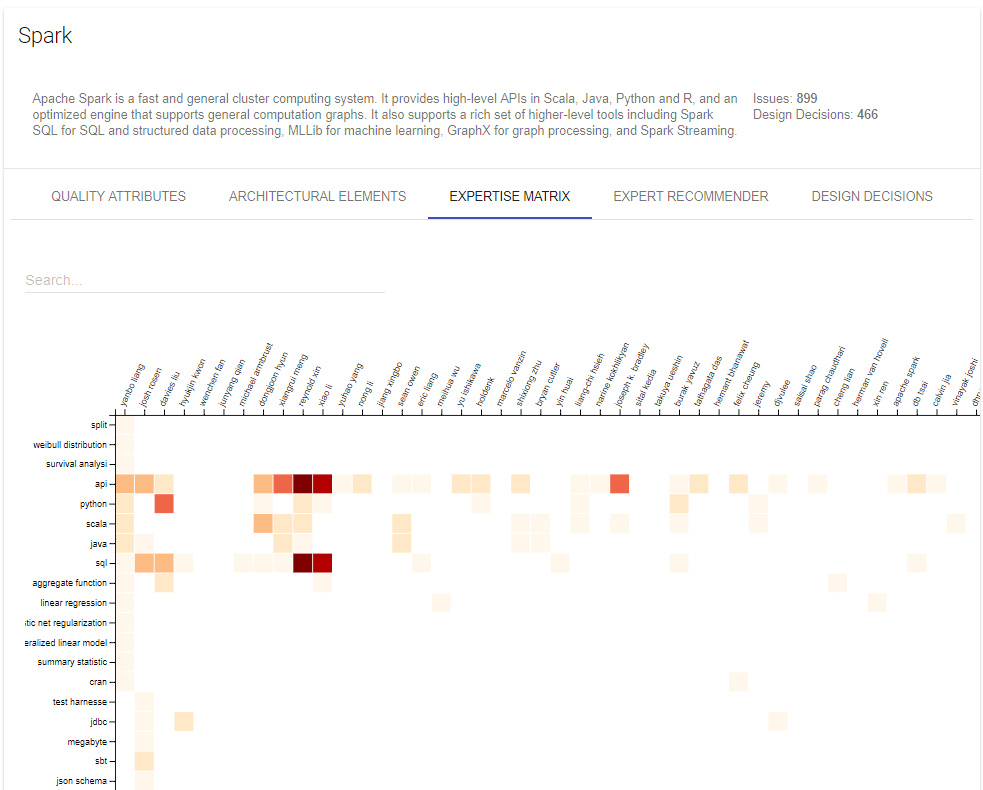 Spark
Apache Spark is a fast and general cluster computing system. It provides high-level APIs in Scala, Java, Python and R, and an
optimized engine that supports general computation graphs. It also supports a rich set of higher-level tools including Spark
SQL for SQL and structured data processing, MLLib for machine learning, GraphX for graph processing, and Spark Streaming.
Issues: 899
Design Decisions: 466
QUALITY ATTRIBUTES
ARCHITECTURAL ELEMENTS
EXPERTISE MATRIX
EXPERT RECOMMENDER
DESIGN DECISIONS
Search...
yanbo liang
josh rosen
davies liu
hyukjin kwon
wenchen fan
junyang qian
michael armbrust
dongjoon hyun
xiangrui meng
reynold xin
xiao li
yuhao yang
nong li
jiang xingbo
sean owen
eric liang
meihua wu
yu ishikawa
holdenk
marcelo vanzin
shixiong zhu
bryan cutler
yin huai
liang-chi hsieh
narine kokhlikyan
joseph k. bradley
sital kedia
takuya ueshin
burak yavuz
tathagata das
hemant bhanawat
felix cheung
jeremy
djvulee
saisai shao
parag chaudhari
cheng lian
herman van hovell
xin ren
apache spark
db tsai
calvin jia
vinayak joshi
split
weibull distribution
survival analysi
api
python
scala
java
sql
aggregate function
linear regression
tic net regularization
eralized linear model
summary statistic
cran
test harnesse
jdbc
megabyte
sbt
json schema